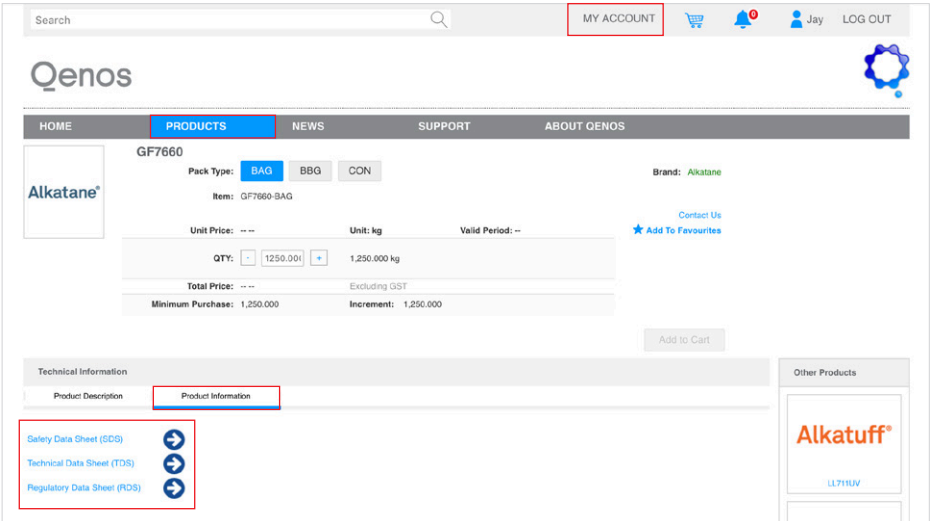 Search
MY ACCOUNT
0
Jay
LOG OUT
Qenos
HOME PRODUCTS NEWS SUPPORT ABOUT QENOS
Alkatane®
GF7660
Pack Type: BAG BBG CON
Brand: Alkatane
Item: GF7660-BAG
Contact Us
Unit Price: -- -- Unit: kg Valid Period: --
Add To Favourites
QTY: - 1250.00( + 1,250.000 kg
Total Price: -- -- Excluding GST
Minimum Purchase: 1,250.000 Increment: 1,250.000
Add to Cart
Technical Information
Other Products
Product Description Product Information
Safety Data Sheet (SDS)
Technical Data Sheet (TDS)
Regulatory Data Sheet (RDS)
Alkatuff®
LL711UV